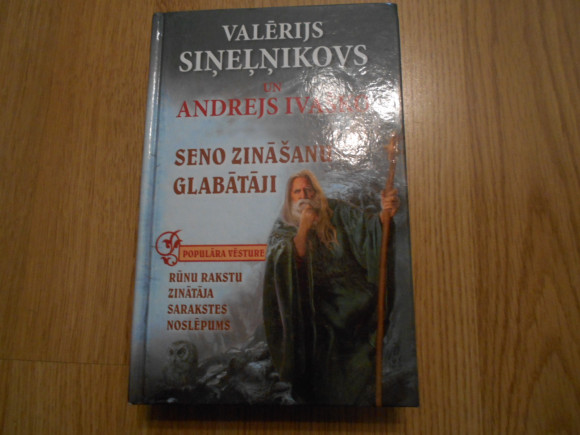 VALĒRIJS
SIŅEĻŅIKOVS
UN
ANDREJS
SENO ZINĀŠANU
GLABĀTĀJI
POPULĀRA VĒSTURE
RŪNU RAKSTU
ZINĀTĀJA
SARAKSTES
NOSLĒPUMS